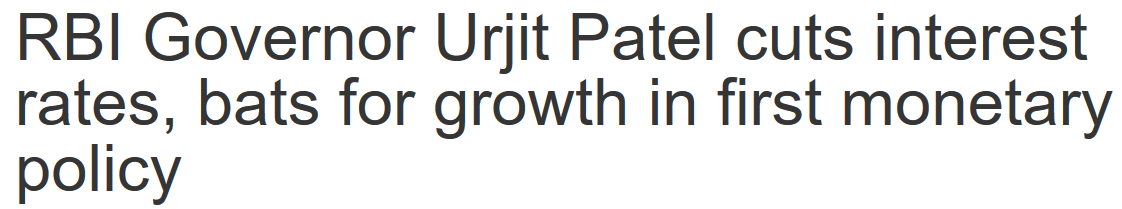 RBI Governor Urjit Patel cuts interest
rates, bats for growth in first monetary
policy